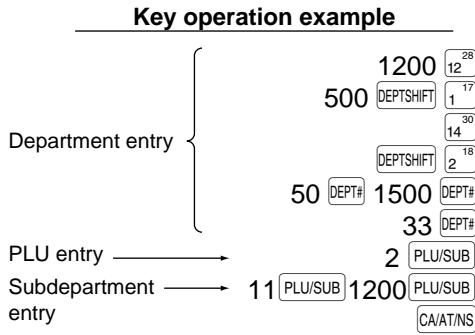 Key operation example
1200 12 28
500 DEPTSHIFT 1 17
14 30
Department entry
DEPTSHIFT 2 18
50 DEPT# 1500 DEPT#
33 DEPT#
PLU entry 2 PLU/SUB
Subdepartment 11 PLU/SUB 1200 PLU/SUB
entry
CA/AT/NS